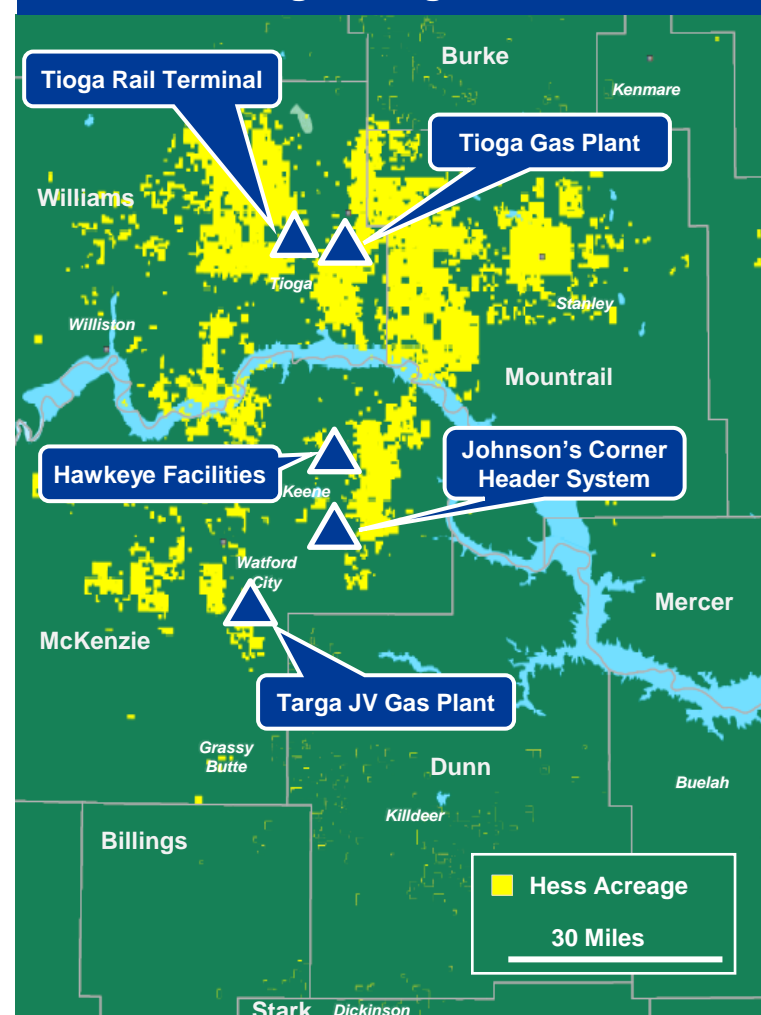 Burke
Tioga Rail Terminal
Kenmare
Tioga Gas Plant
Williams
Tioga
Stanley
Williston
Mountrail
Johnson's Corner
Header System
Hawkeye Facilities
Keene
Watford
City
Mercer
McKenzie
Targa JV Gas Plant
Grassy
Butte
Dunn
Buelah
Killdeer
Billings
Hess Acreage
30 Miles
Stark
Dickinson